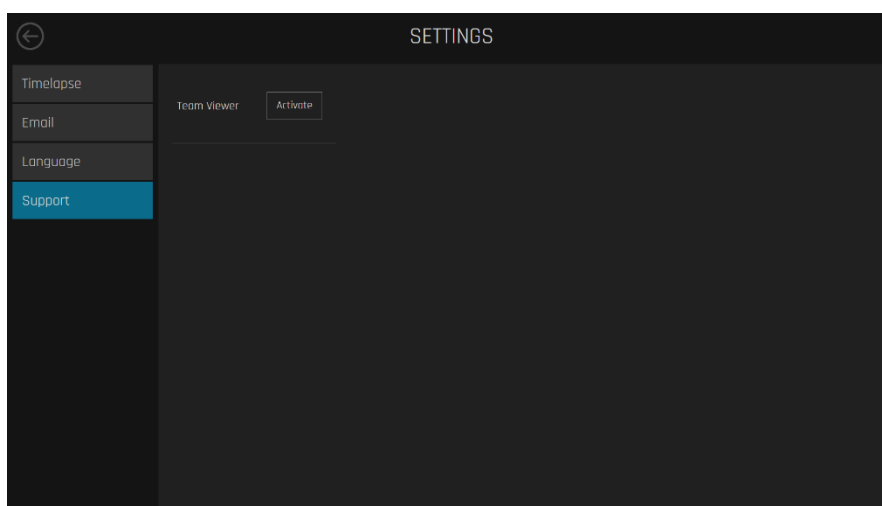 SETTINGS
Timelapse
Email
Language
Support
Team Viewer
Activate